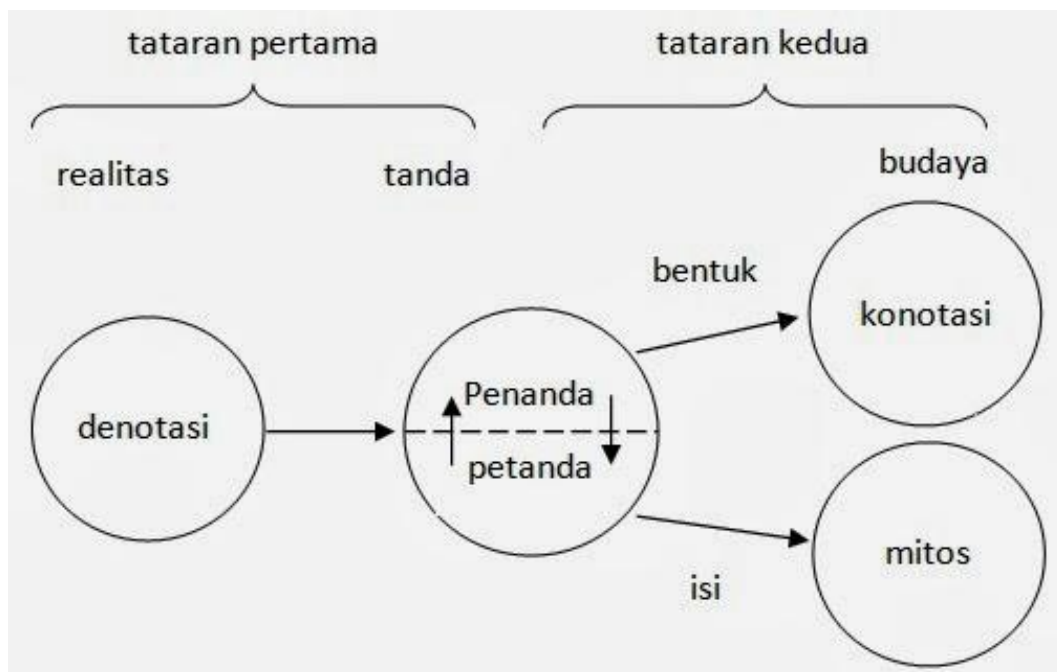 tataran pertama
tataran kedua
realitas
tanda
budaya
bentuk
konotasi
denotasi
Penanda
petanda
isi
mitos